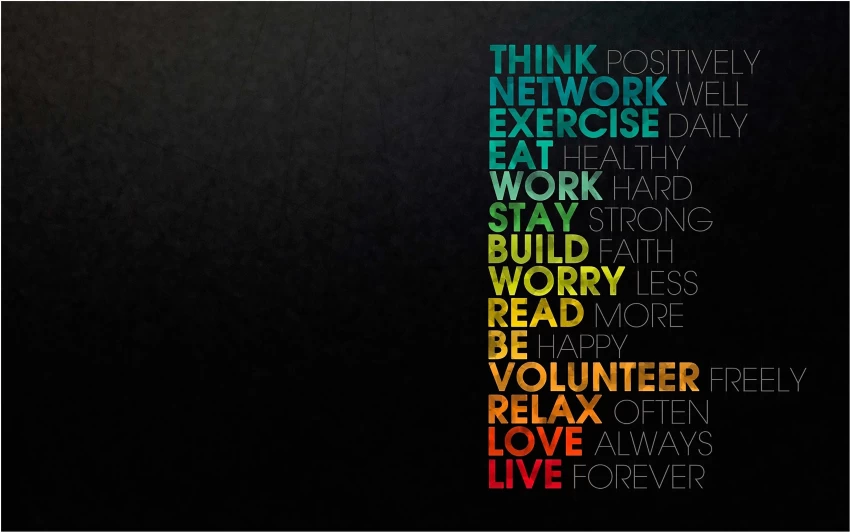 THINK POSITIVELY
NETWORK WELL
EXERCISE DAILY
EAT HEALTHY
WORK HARD
STAY STRONG
BUILD FAITH
WORRY LESS
READ MORE
BE HAPPY
VOLUNTEER FREELY
RELAX OFTEN
LOVE ALWAYS
LIVE FOREVER